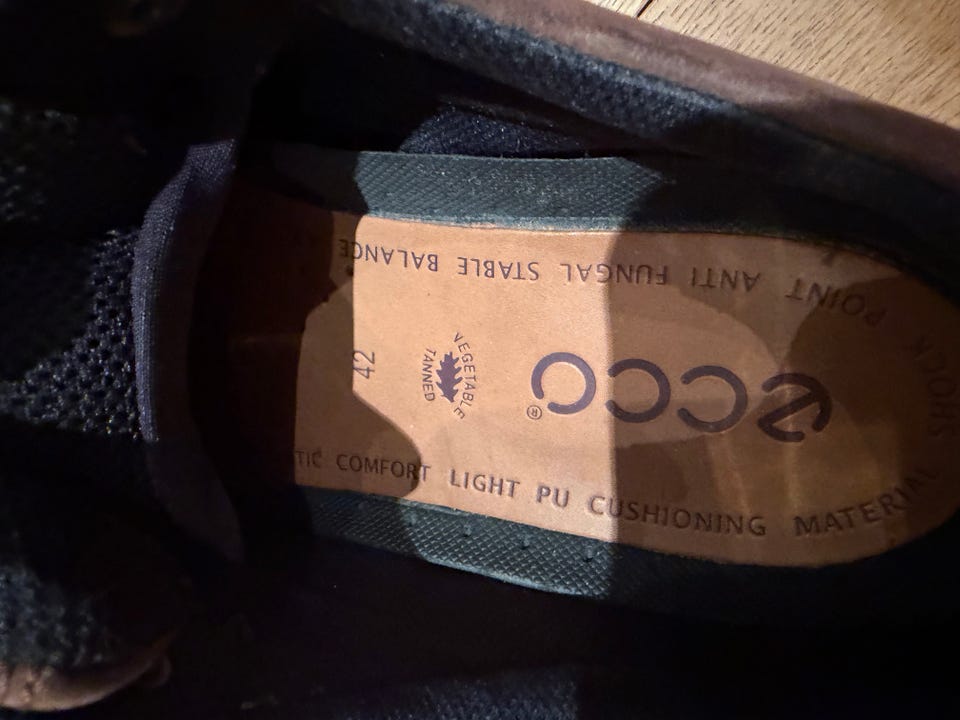 POINT ANTI FUNGAL STABLE BALANCE
ecco®
VEGETABLE
TANNED
42
TIC COMFORT LIGHT PU CUSHIONING MATERIAL SHOCK